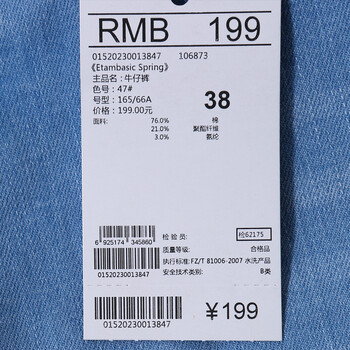 RMB 199
01520230013847 106873
《Etambasic Spring》
主品名: 牛仔裤
色号: 47#
号型: 165/66A 38
价格: 199.00元
面料: 76.0% 棉
21.0% 聚酯纤维
3.0% 氨纶
检 验 员: 检62175
6 925174 345860 质量等级: 合格品
执行标准: FZ/T 81006-2007 水洗产品
01520230013847 安全技术类别: B类
01520230013847 ¥199